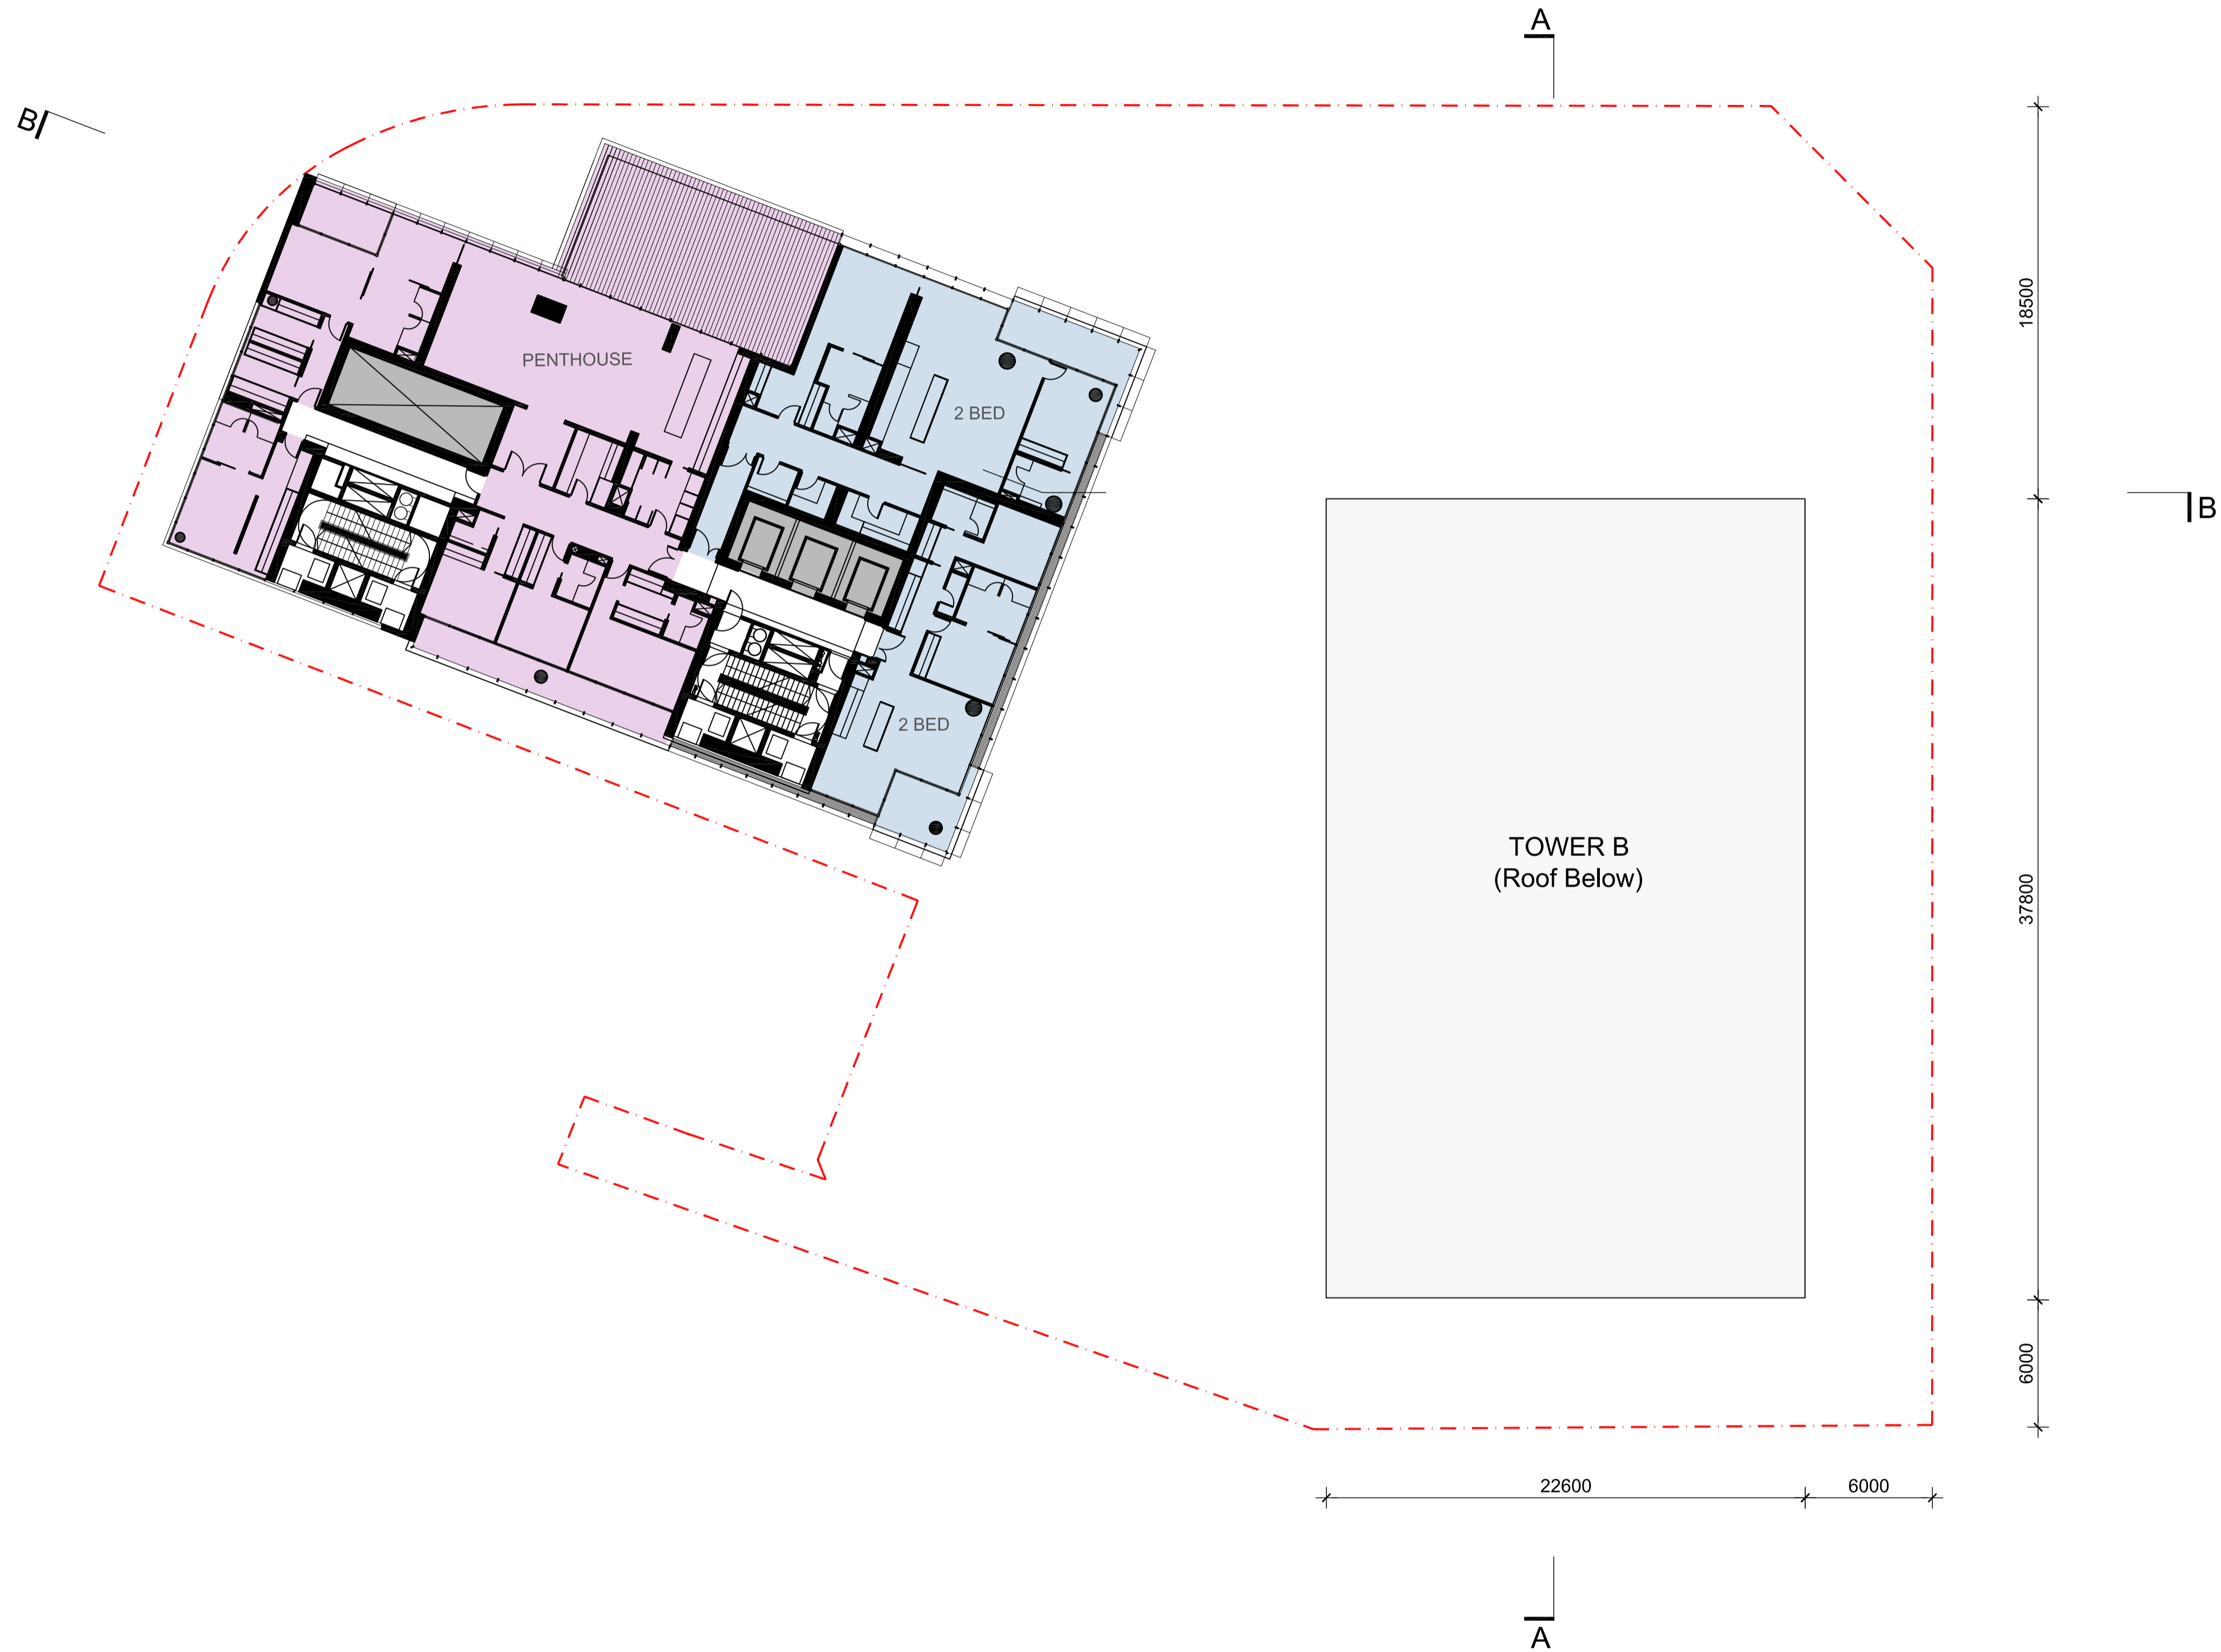 A
B
18500
PENTHOUSE
2 BED
B
2 BED
TOWER B
(Roof Below)
37800
6000
22600
6000
A